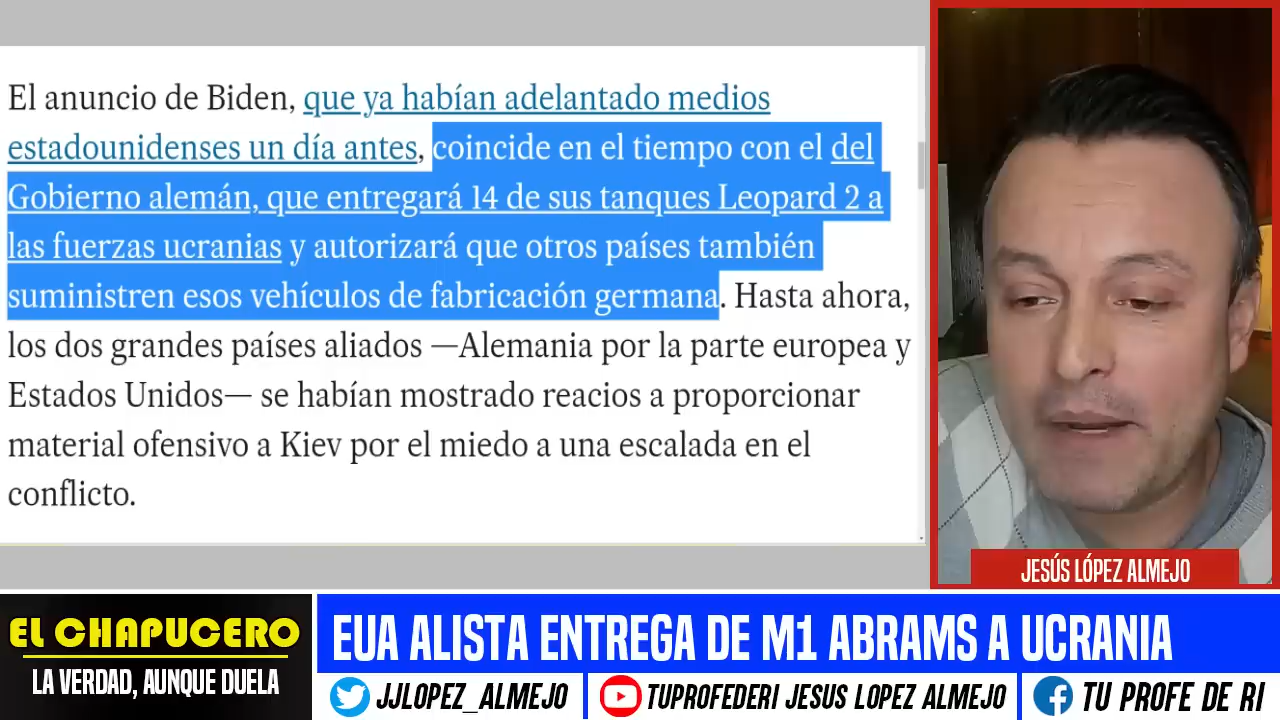 El anuncio de Biden, que ya habían adelantado medios
estadounidenses un día antes, coincide en el tiempo con el del
Gobierno alemán, que entregará 14 de sus tanques Leopard 2 a
las fuerzas ucranias y autorizará que otros países también
suministren esos vehículos de fabricación germana. Hasta ahora,
los dos grandes países aliados —Alemania por la parte europea y
Estados Unidos— se habían mostrado reacios a proporcionar
material ofensivo a Kiev por el miedo a una escalada en el
conflicto.
JESÚS LÓPEZ ALMEJO
EL CHAPUCERO
LA VERDAD, AUNQUE DUELA
EUA ALISTA ENTREGA DE M1 ABRAMS A UCRANIA
JJLOPEZ_ALMEJO
TUPROFEDERI JESUS LOPEZ ALMEJO
TU PROFE DE RI